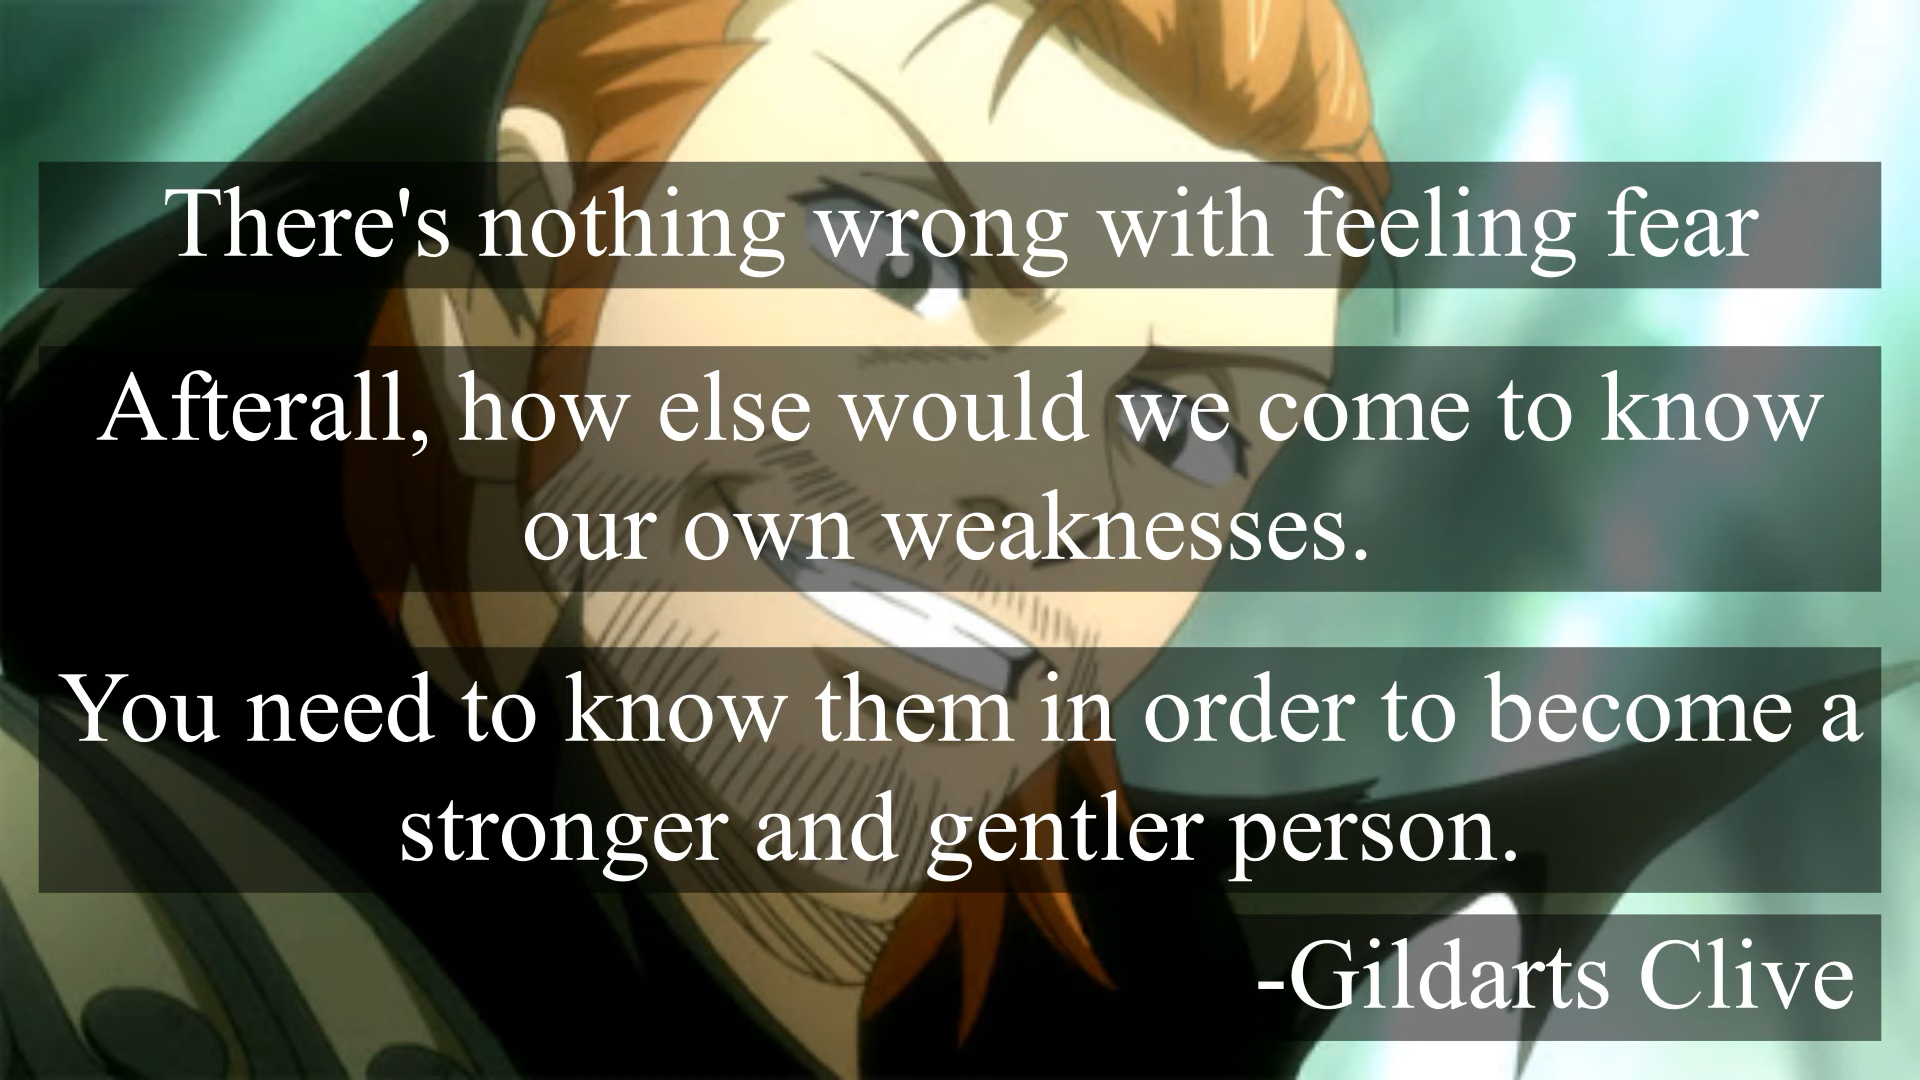 There's nothing wrong with feeling fear
Afterall, how else would we come to know
our own weaknesses.
You need to know them in order to become a
stronger and gentler person.
-Gildarts Clive